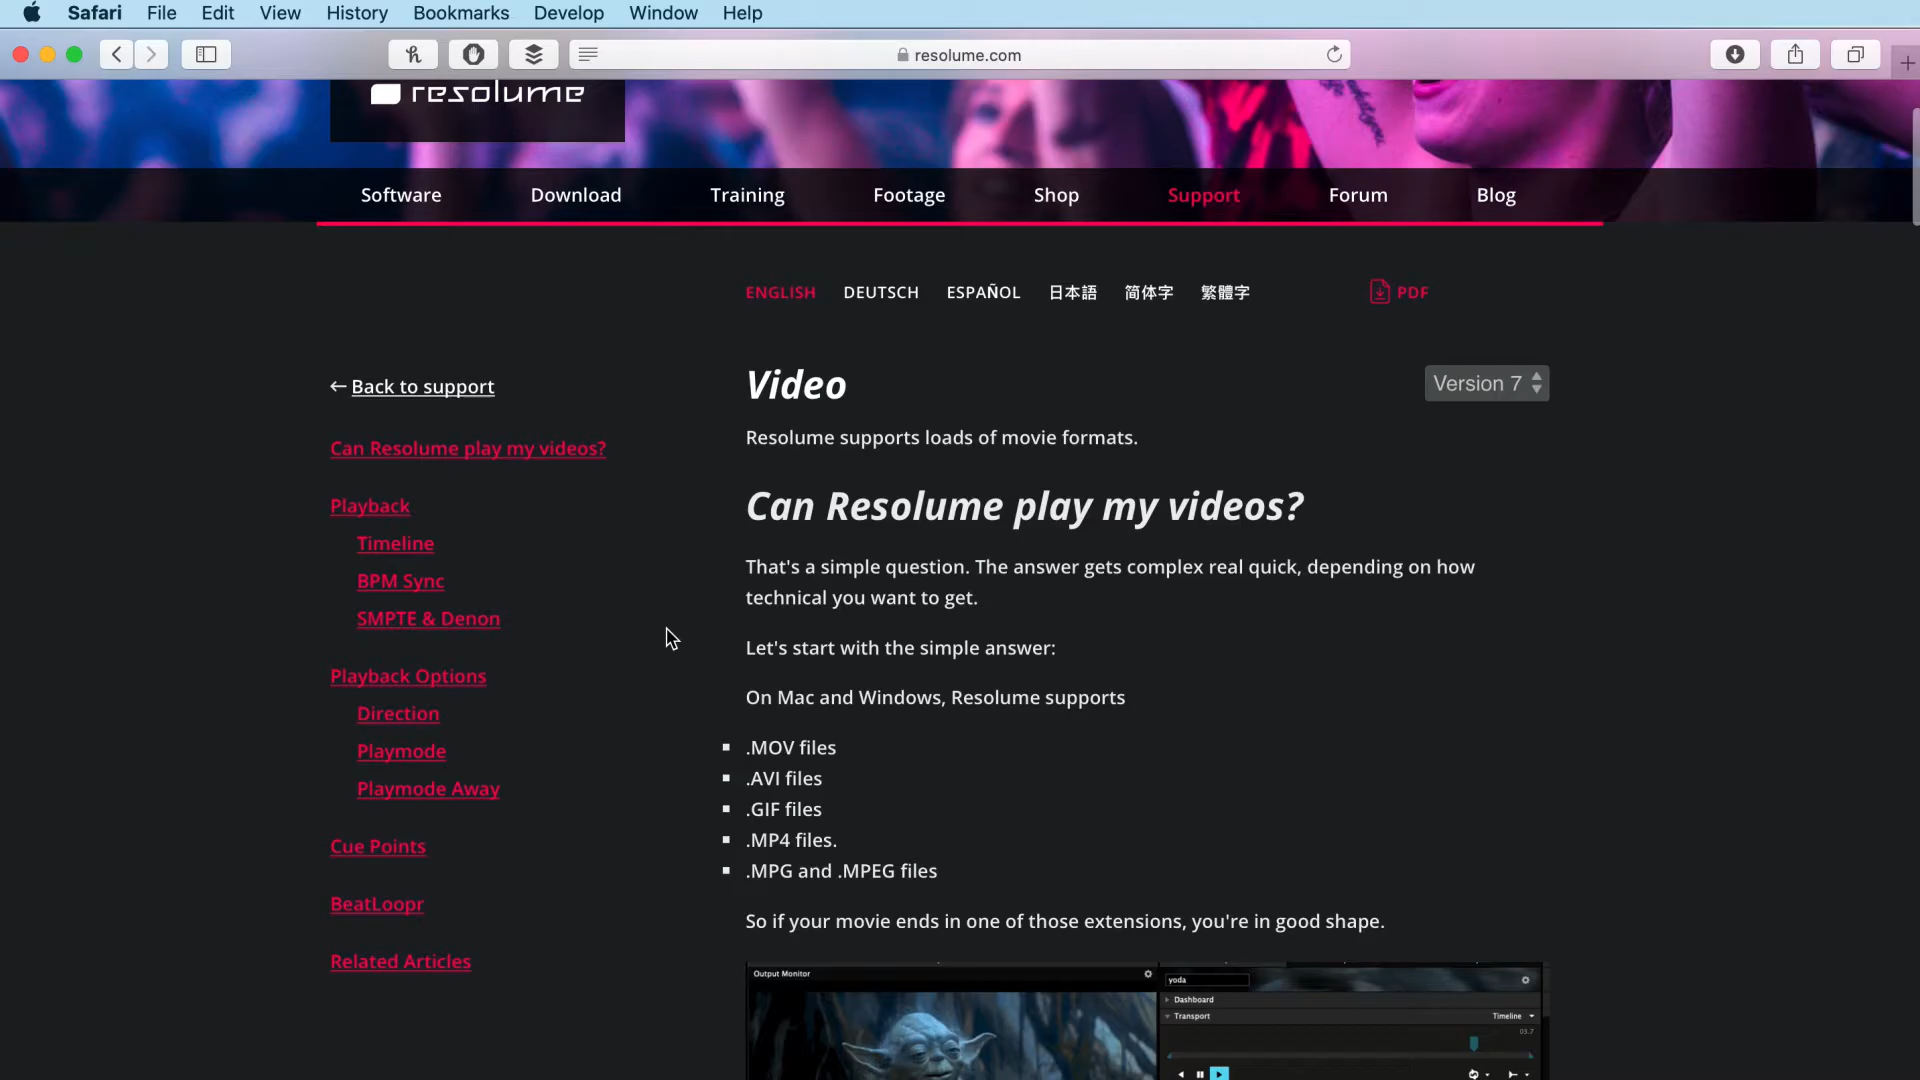 Safari File Edit View History Bookmarks Develop Window Help
resolume.com
resolume
Software Download Training Footage Shop Support Forum Blog
ENGLISH DEUTSCH ESPAÑOL 日本語 简体字 繁體字 PDF
← Back to support
Can Resolume play my videos?
Playback
Timeline
BPM Sync
SMPTE & Denon
Playback Options
Direction
Playmode
Playmode Away
Cue Points
BeatLoopr
Related Articles
Video
Version 7
Resolume supports loads of movie formats.
Can Resolume play my videos?
That's a simple question. The answer gets complex real quick, depending on how
technical you want to get.
Let's start with the simple answer:
On Mac and Windows, Resolume supports
▪ .MOV files
▪ .AVI files
▪ .GIF files
▪ .MP4 files.
▪ .MPG and .MPEG files
So if your movie ends in one of those extensions, you're in good shape.
Output Monitor
yoda
Dashboard
Transport Timeline
03.7